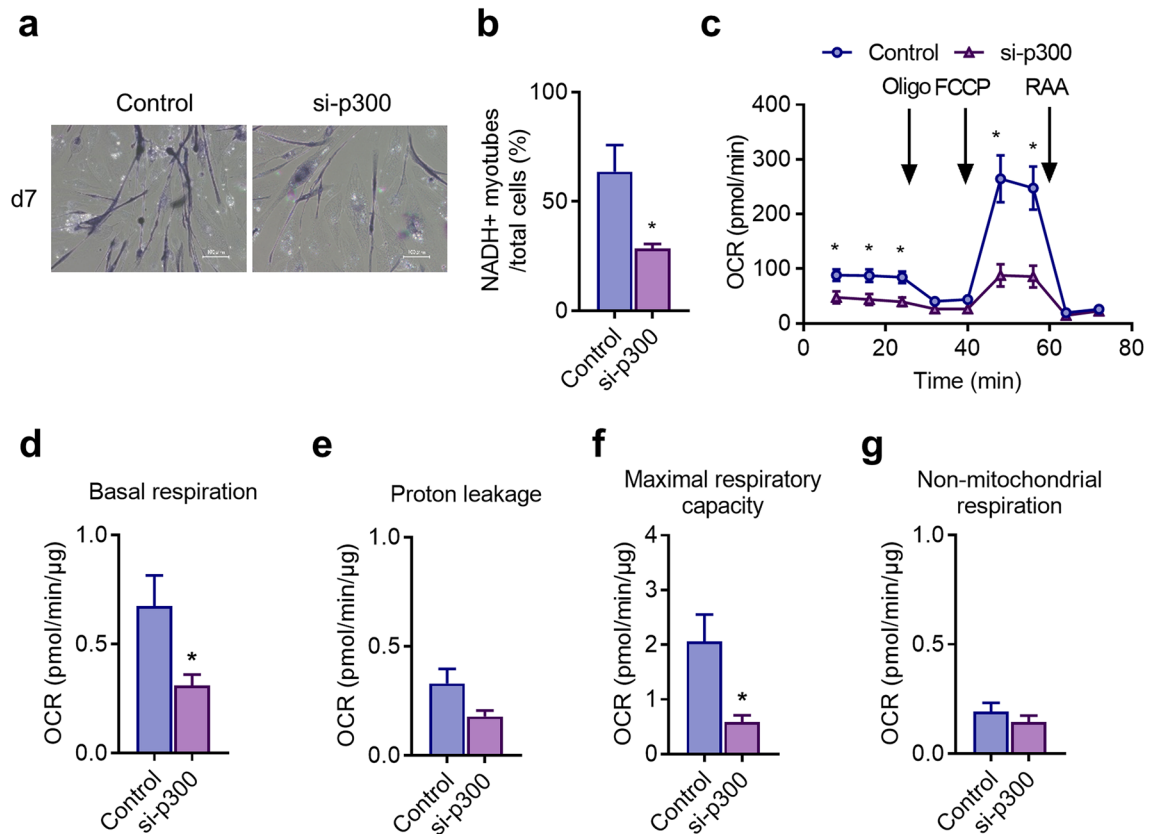 a
Control
si-p300
d7
100 µm
100 µm
b
NADH+ myotubes
/total cells (%)
100
50
0
Control
si-p300
c
Control
si-p300
Oligo
FCCP
RAA
OCR (pmol/min)
400
300
200
100
0
*
*
*
*
*
0
20
40
60
80
Time (min)
d
Basal respiration
OCR (pmol/min/µg)
1.0
0.5
0.0
*
Control
si-p300
e
Proton leakage
OCR (pmol/min/µg)
1.0
0.5
0.0
Control
si-p300
f
Maximal respiratory
capacity
OCR (pmol/min/µg)
4
3
2
1
0
*
Control
si-p300
g
Non-mitochondrial
respiration
OCR (pmol/min/µg)
1.0
0.5
0.0
Control
si-p300